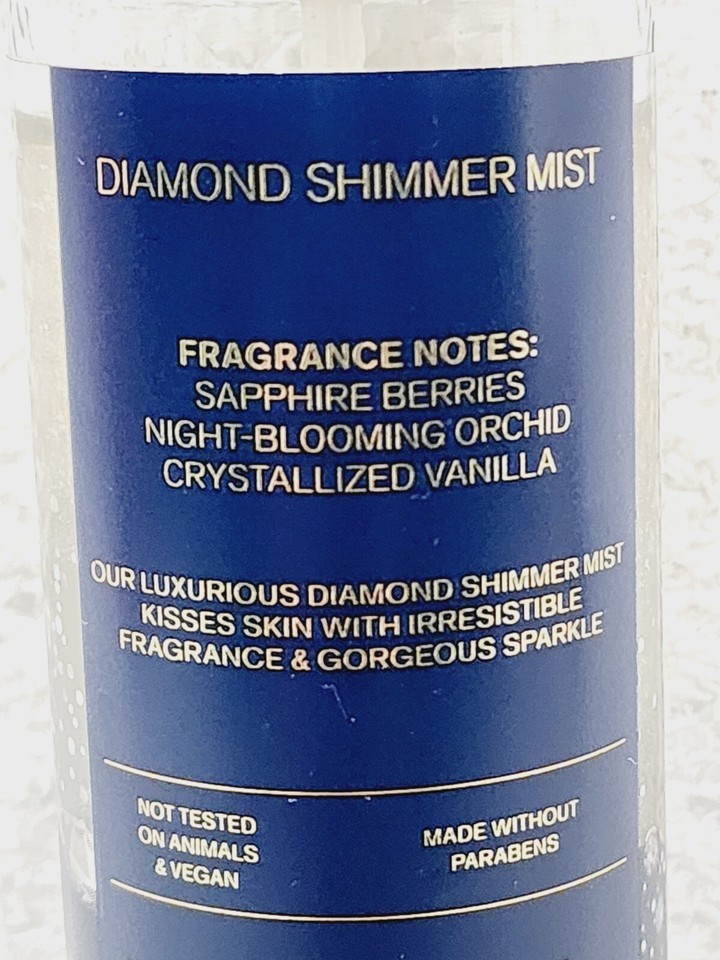 DIAMOND SHIMMER MIST
FRAGRANCE NOTES:
SAPPHIRE BERRIES
NIGHT-BLOOMING ORCHID
CRYSTALLIZED VANILLA
OUR LUXURIOUS DIAMOND SHIMMER MIST
KISSES SKIN WITH IRRESISTIBLE
FRAGRANCE & GORGEOUS SPARKLE
NOT TESTED
ON ANIMALS
& VEGAN
MADE WITHOUT
PARABENS